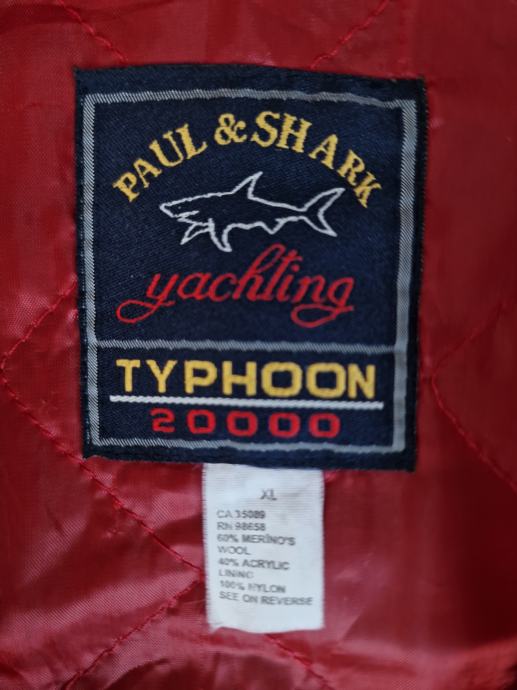 PAUL & SHARK
yachting
TYPHOON
20000
XL
CA 35089
RN 98658
60% MERINO'S
WOOL
40% ACRYLIC
LINING
100% NYLON
SEE ON REVERSE